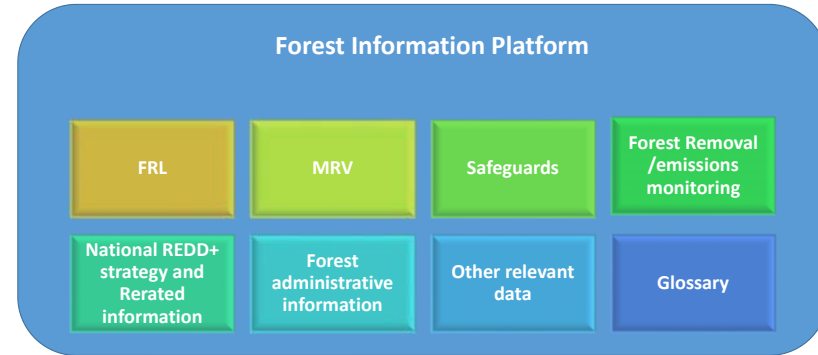 Forest Information Platform
FRL
MRV
Safeguards
Forest Removal
/emissions
monitoring
National REDD+
strategy and
Rerated
information
Forest
administrative
information
Other relevant
data
Glossary